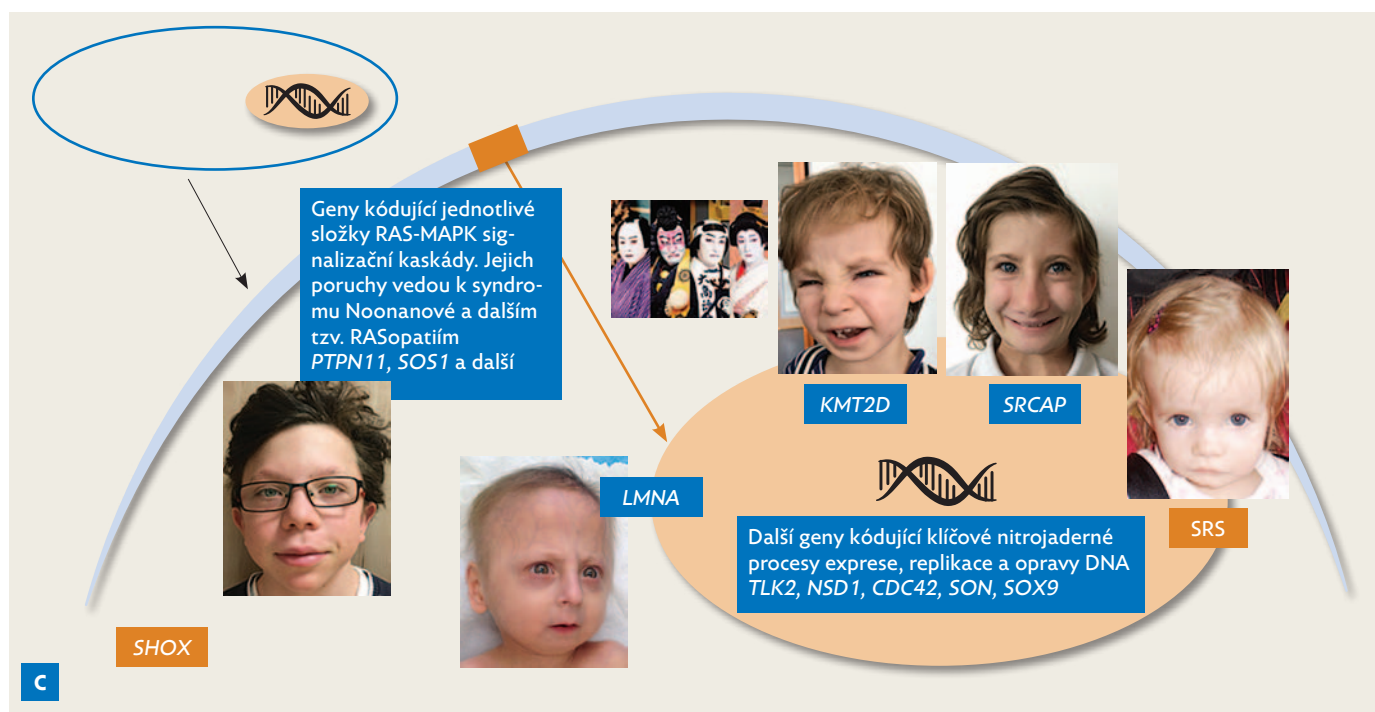 Geny kódující jednotlivé
složky RAS-MAPK sig-
nalizační kaskády. Jejich
poruchy vedou k syndro-
mu Noonanové a dalším
tzv. RASopatiím
PTPN11, SOS1 a další
KMT2D
SRCAP
LMNA
SRS
Další geny kódující klíčové nitrojaderné
procesy exprese, replikace a opravy DNA
TLK2, NSD1, CDC42, SON, SOX9
SHOX
C